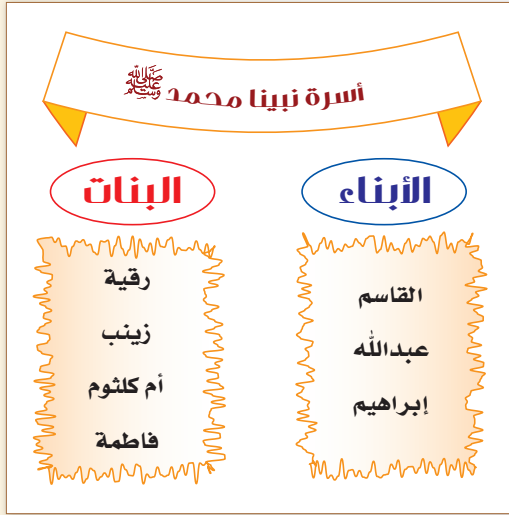 أسرة نبينا محمد ﷺ
الأبناء
القاسم
عبدالله
إبراهيم
البنات
رقية
زينب
أم كلثوم
فاطمة